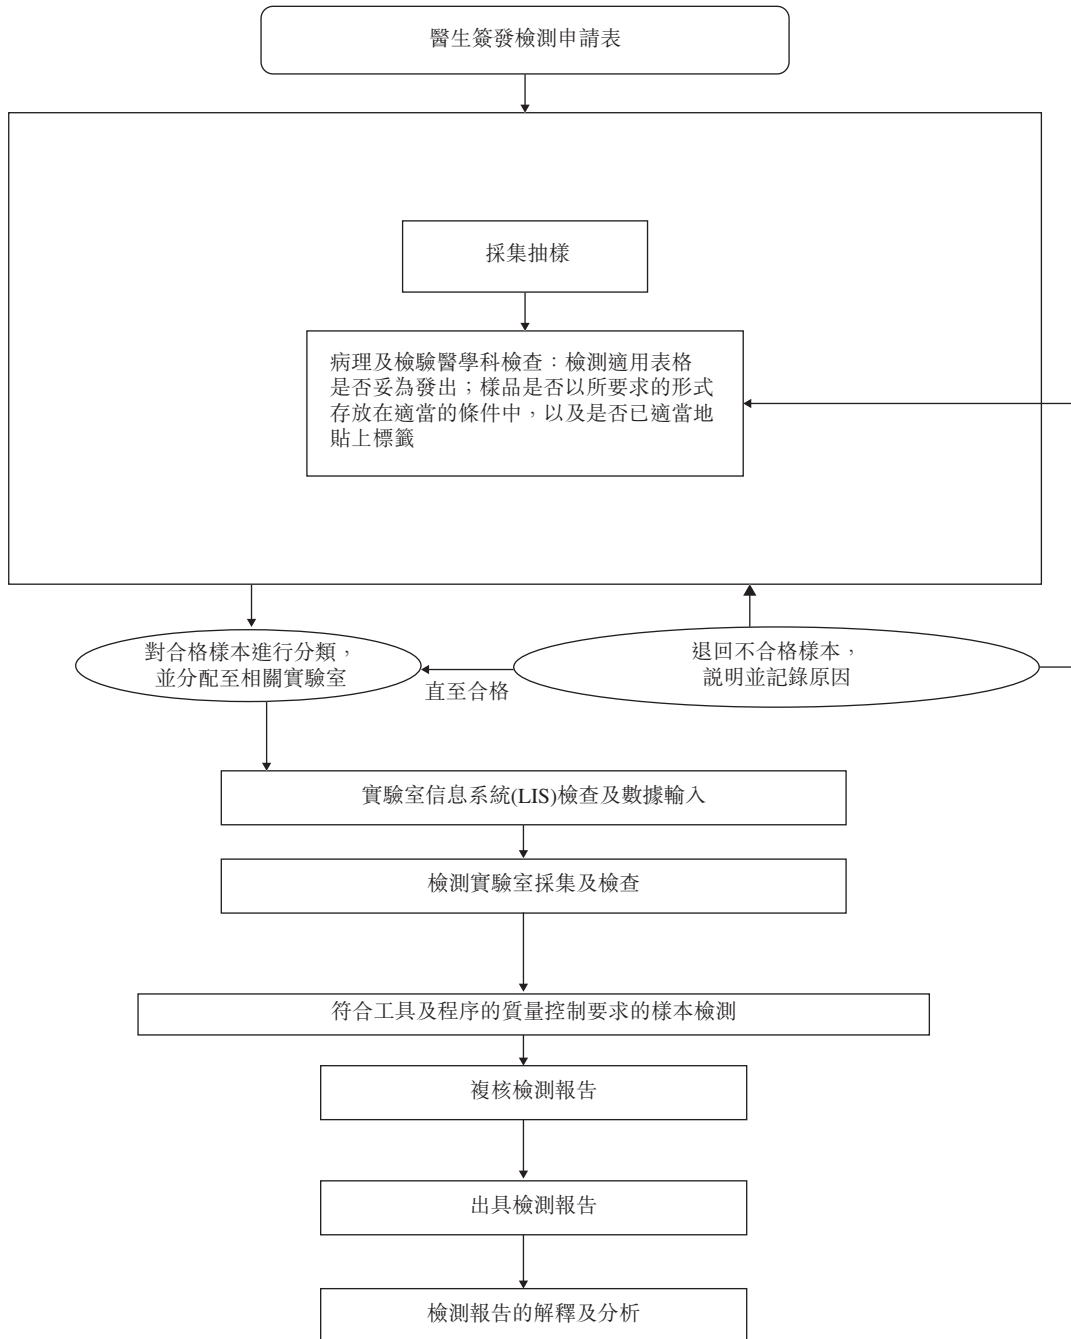 醫生簽發檢測申請表
採集抽樣
病理及檢驗醫學科檢查：檢測適用表格
是否妥為發出；樣品是否以所要求的形式
存放在適當的條件中，以及是否已適當地
貼上標籤
對合格樣本進行分類，
並分配至相關實驗室
直至合格
退回不合格樣本，
説明並記錄原因
實驗室信息系統(LIS)檢查及數據輸入
檢測實驗室採集及檢查
符合工具及程序的質量控制要求的樣本檢測
複核檢測報告
出具檢測報告
檢測報告的解釋及分析